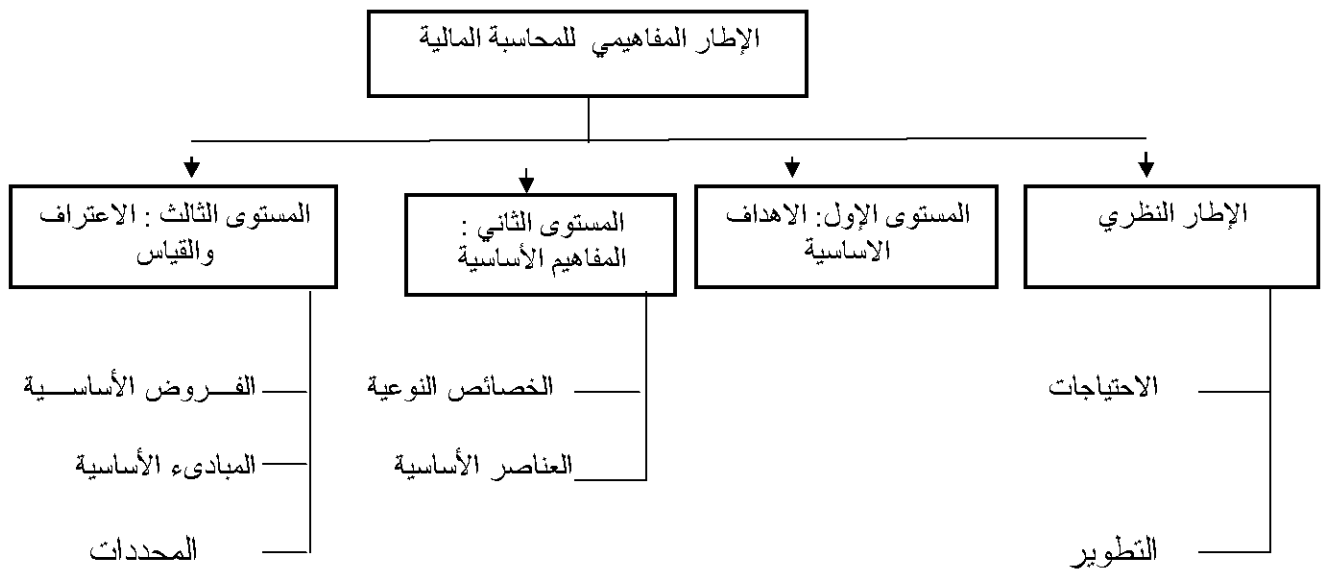 الإطار المفاهيمي للمحاسبة المالية
الإطار النظري
المستوى الإول: الاهداف
الاساسية
المستوى الثاني :
المفاهيم الأساسية
المستوى الثالث : الاعتراف
والقياس
الاحتياجات
التطوير
الخصائص النوعية
العناصر الأساسية
الفـــروض الأساســـية
المبادىء الأساسية
المحددات